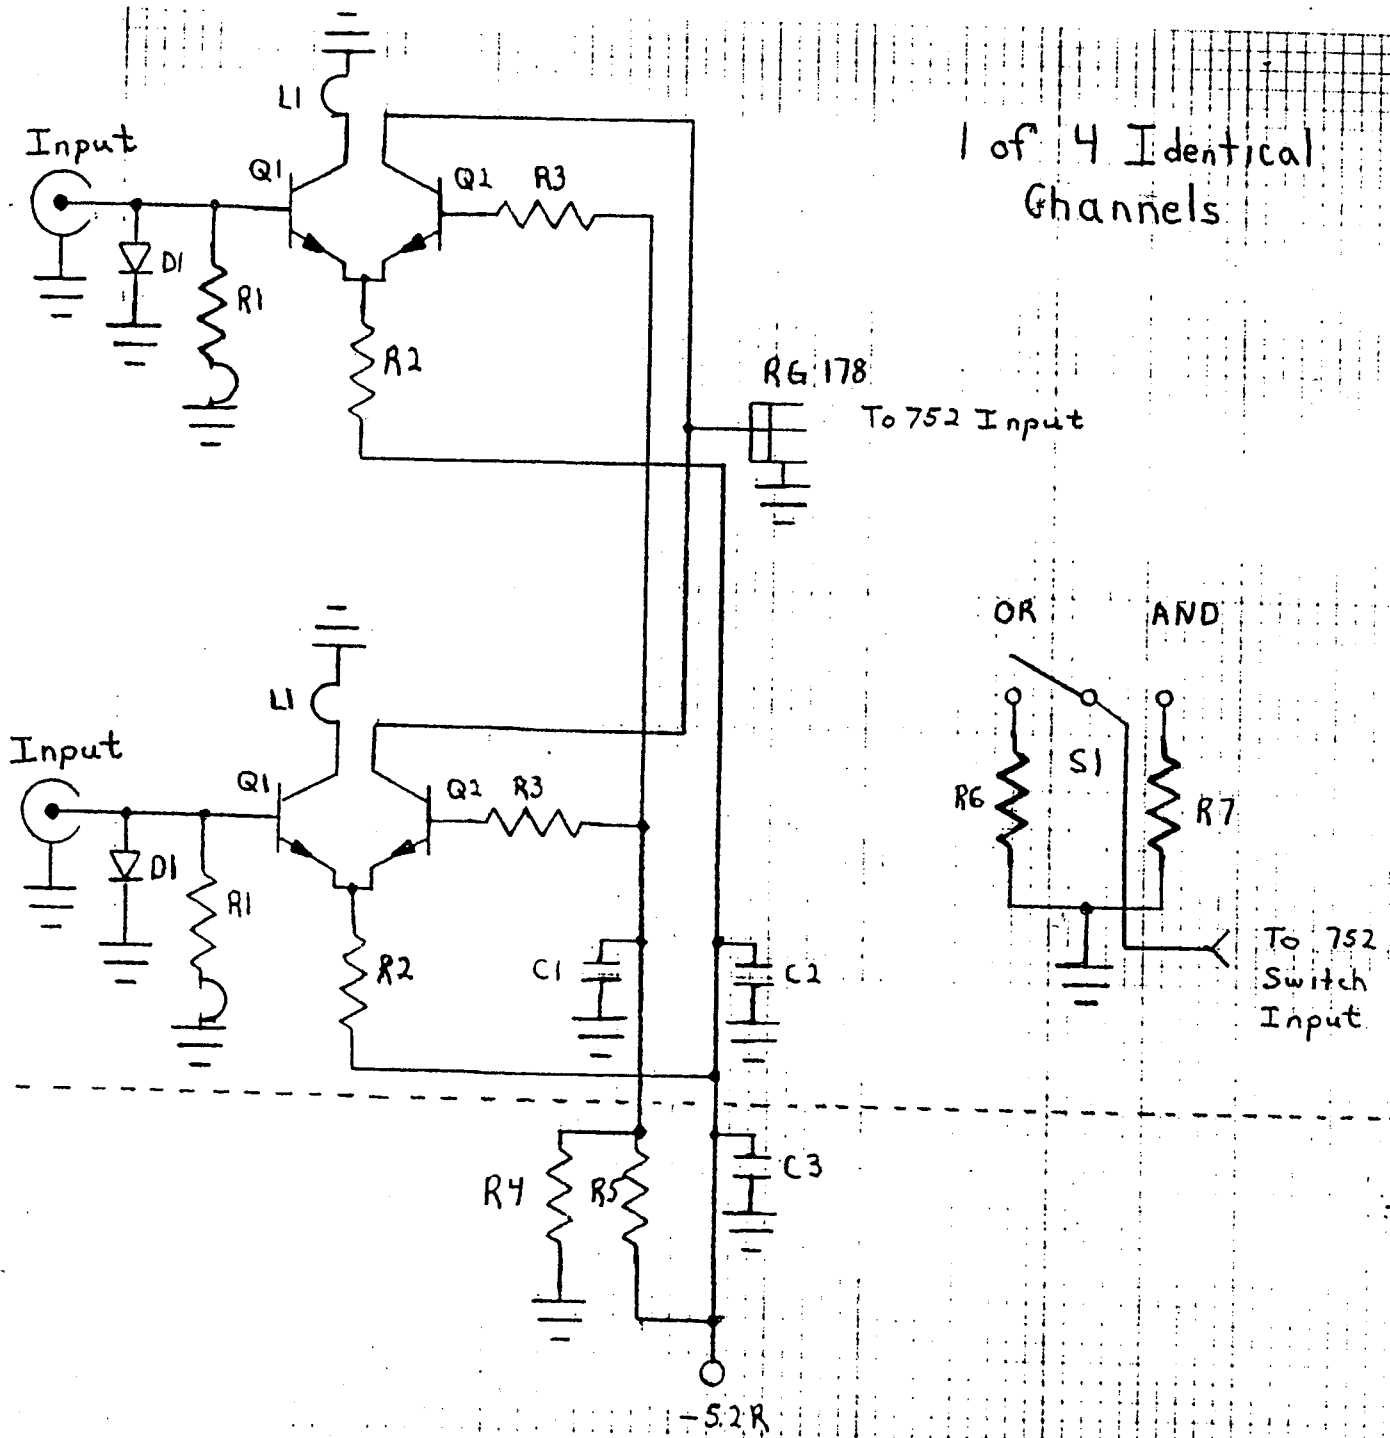 L1
Input
Q1
Q2
R3
1 of 4 Identical
Channels
D1
R1
R2
RG 178
To 752 Input
OR
AND
L1
Input
Q1
Q2
R3
S1
R6
R7
D1
R1
R2
C1
C2
To 752
Switch
Input
R4
R5
C3
-5.2R